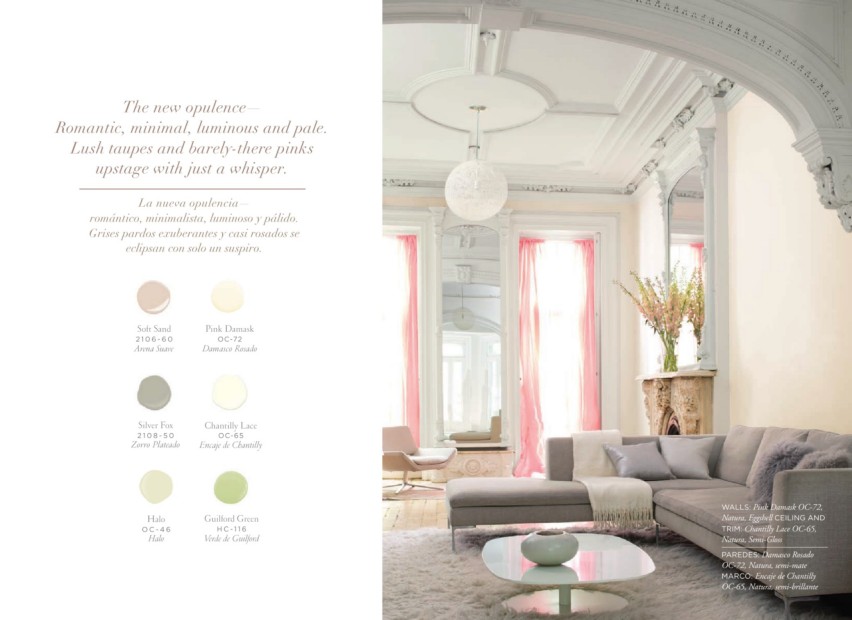 The new opulence—
Romantic, minimal, luminous and pale.
Lush taupes and barely-there pinks
upstage with just a whisper.
La nueva opulencia—
romántico, minimalista, luminoso y pálido.
Grises pardos exuberantes y casi rosados se
eclipsan con solo un suspiro.
Soft Sand
2106-60
Arena Suave
Pink Damask
OC-72
Damasco Rosado
Silver Fox
2108-50
Zorro Plateado
Chantilly Lace
OC-65
Encaje de Chantilly
Halo
OC-46
Halo
Guilford Green
HC-116
Verde de Guilford
WALLS: Pink Damask OC-72,
Natura, Eggshell CEILING AND
TRIM: Chantilly Lace OC-65,
Natura, Semi-Gloss
PAREDES: Damasco Rosado
OC-72, Natura, semi-mate
MARCO: Encaje de Chantilly
OC-65, Natura, semi-brillante